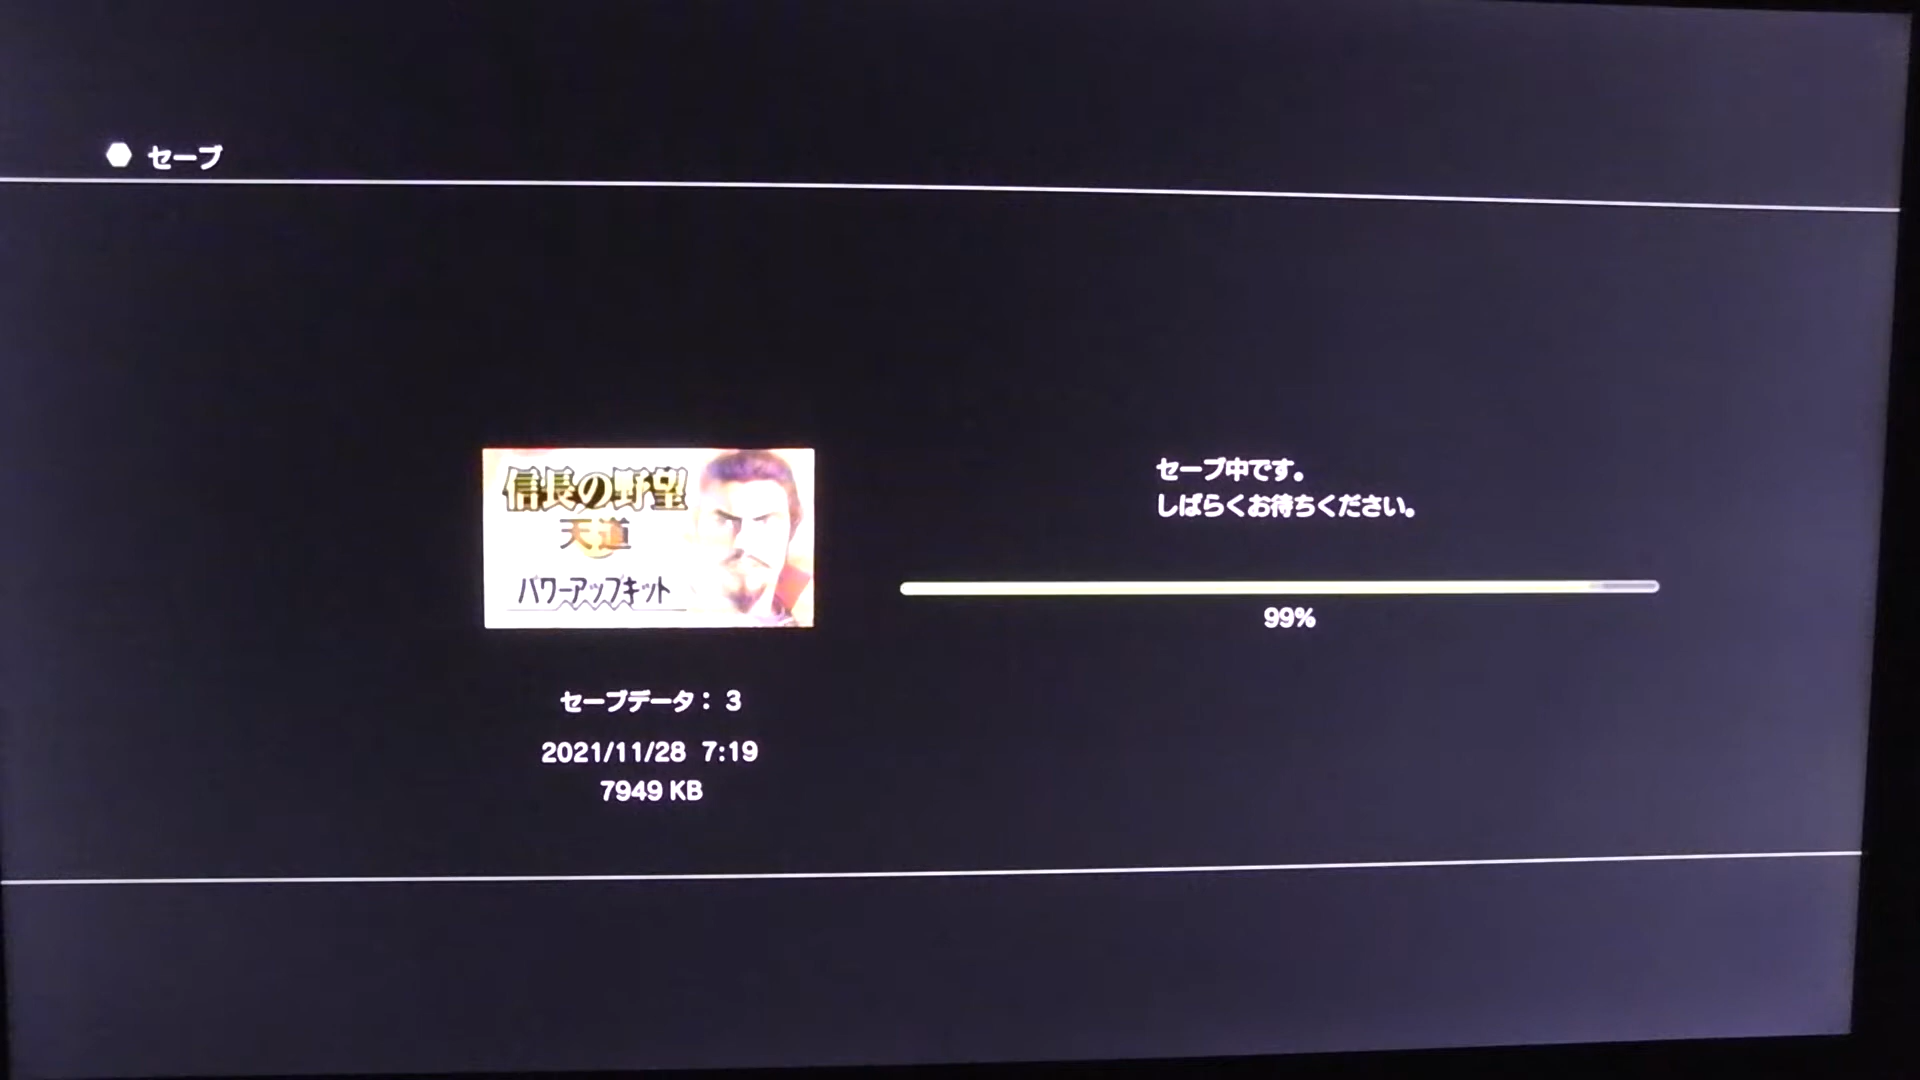 セーブ
信長の野望
天道
パワーアップキット
セーブ中です。
しばらくお待ちください。
99%
セーブデータ： 3
2021/11/28 7:19
7949 KB